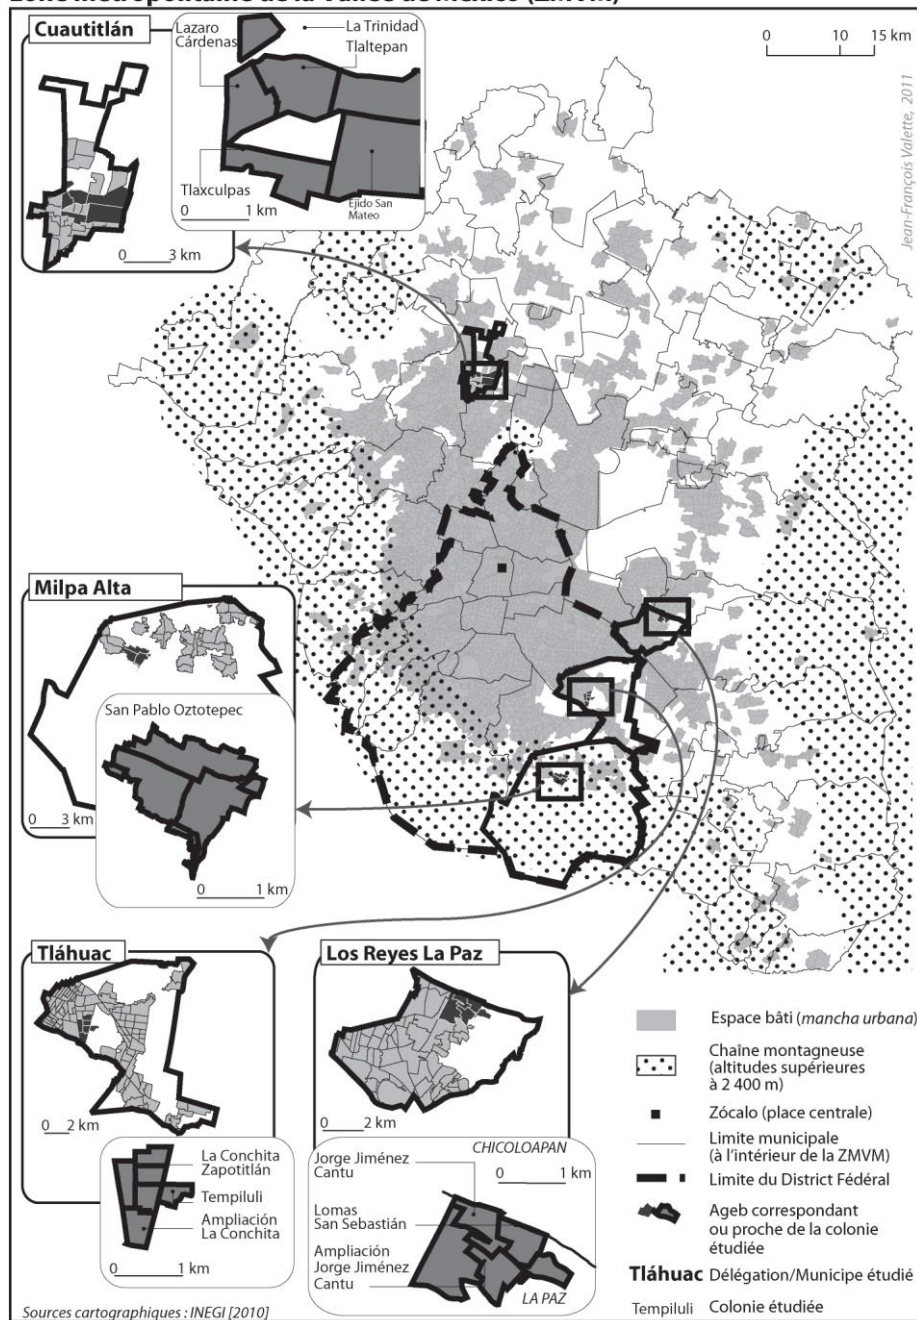 Zone métropolitaine de la Vallée de Mexico (ZMVM)
Cuautitlán
Lazaro
Cárdenas
La Trinidad
Tlaltepan
Tlaxculpas
Ejido San
Mateo
0 1 km
0 3 km
0 10 15 km
Jean-François Valette, 2011
Milpa Alta
San Pablo Oztotepec
0 3 km
0 1 km
Tláhuac
0 2 km
La Conchita
Zapotitlán
Templiluli
Ampliación
La Conchita
0 1 km
Los Reyes La Paz
0 2 km
CHICOLOAPAN
Jorge Jiménez
Cantu
0 1 km
Lomas
San Sebastián
Ampliación
Jorge Jiménez
Cantu
LA PAZ
Espace bâti (mancha urbana)
Chaîne montagneuse
(altitudes supérieures
à 2 400 m)
Zócalo (place centrale)
Limite municipale
(à l'intérieur de la ZMVM)
Limite du District Fédéral
Ageb correspondant
ou proche de la colonie
étudiée
Tláhuac Délégation/Municipe étudié
Templiluli Colonie étudiée
Sources cartographiques : INEGI [2010]